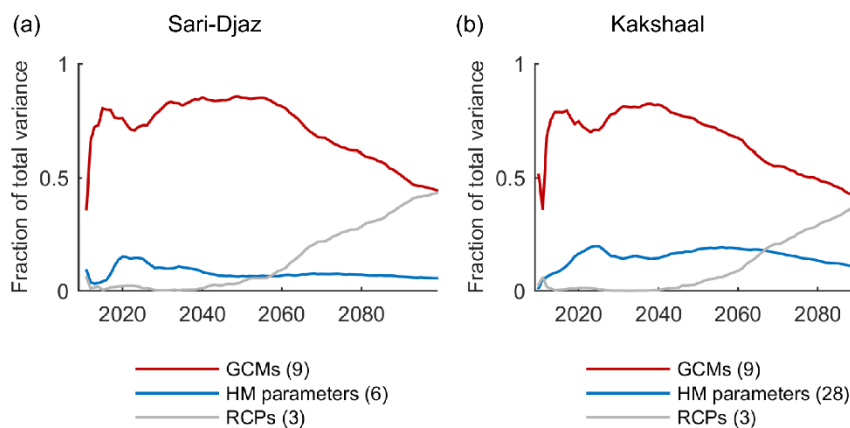 (a) Sari-Djaz
(b) Kakshaal
Fraction of total variance
1
0.5
0
2020 2040 2060 2080
Fraction of total variance
1
0.5
0
2020 2040 2060 2080
GCMs (9)
HM parameters (6)
RCPs (3)
GCMs (9)
HM parameters (28)
RCPs (3)